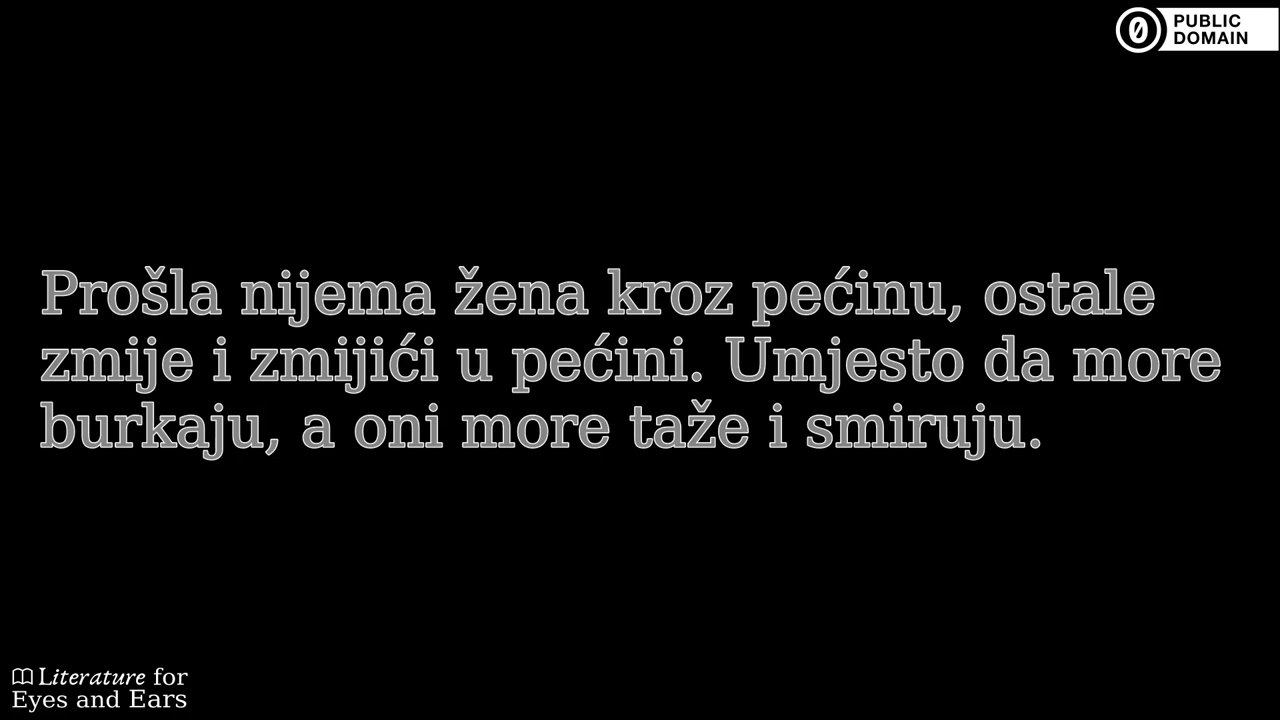 PUBLIC
DOMAIN
Prošla nijema žena kroz pećinu, ostale
zmije i zmijići u pećini. Umjesto da more
burkaju, a oni more taže i smiruju.
Literature for
Eyes and Ears